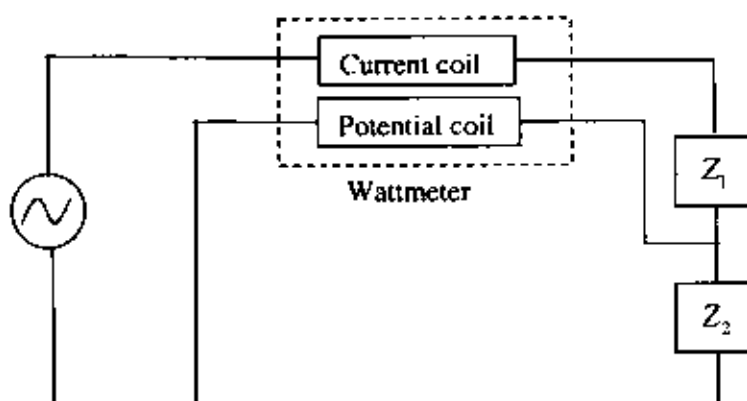 Current coil
Potential coil
Wattmeter
Z₁
Z₂